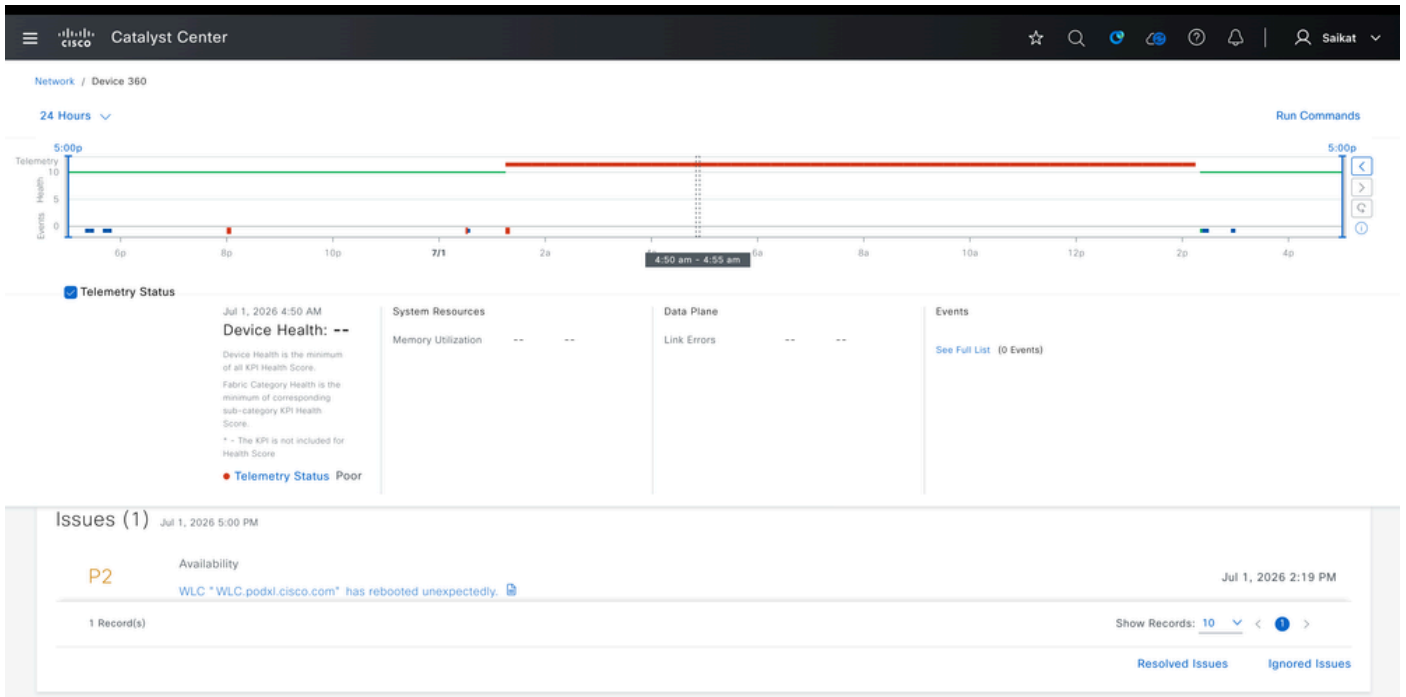 cisco Catalyst Center
Saikat
Network / Device 360
24 Hours
Run Commands
5:00p
5:00p
Telemetry
10
Health
5
Events
0
6p 8p 10p 7/1 2a 6a 8a 10a 12p 2p 4p
4:50 am - 4:55 am
Telemetry Status
Jul 1, 2026 4:50 AM
Device Health: --
Device Health is the minimum
of all KPI Health Score.
Fabric Category Health is the
minimum of corresponding
sub-category KPI Health
Score.
* - The KPI is not included for
Health Score
Telemetry Status Poor
System Resources
Memory Utilization -- --
Data Plane
Link Errors -- --
Events
See Full List (0 Events)
Issues (1) Jul 1, 2026 5:00 PM
P2
Availability
WLC "WLC.podxl.cisco.com" has rebooted unexpectedly.
Jul 1, 2026 2:19 PM
1 Record(s)
Show Records: 10 < 1 >
Resolved Issues Ignored Issues